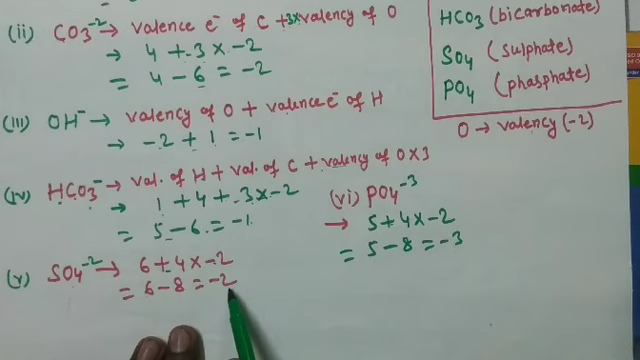 (ii) CO3⁻² → valence e⁻ of C + 3x valency of O
→ 4 + 3 x -2
= 4 - 6 = -2
(iii) OH⁻ → valency of O + valence e⁻ of H
→ -2 + 1 = -1
(iv) HCO3⁻ → val. of H + val. of C + valency of O X 3
→ 1 + 4 + 3 x -2
= 5 - 6 = -1
(v) SO4⁻² → 6 + 4 x -2
= 6 - 8 = -2
(vi) PO4⁻³
→ 5 + 4 x -2
= 5 - 8 = -3
HCO3 (bicarbonate)
SO4 (sulphate)
PO4 (phosphate)
O → valency (-2)